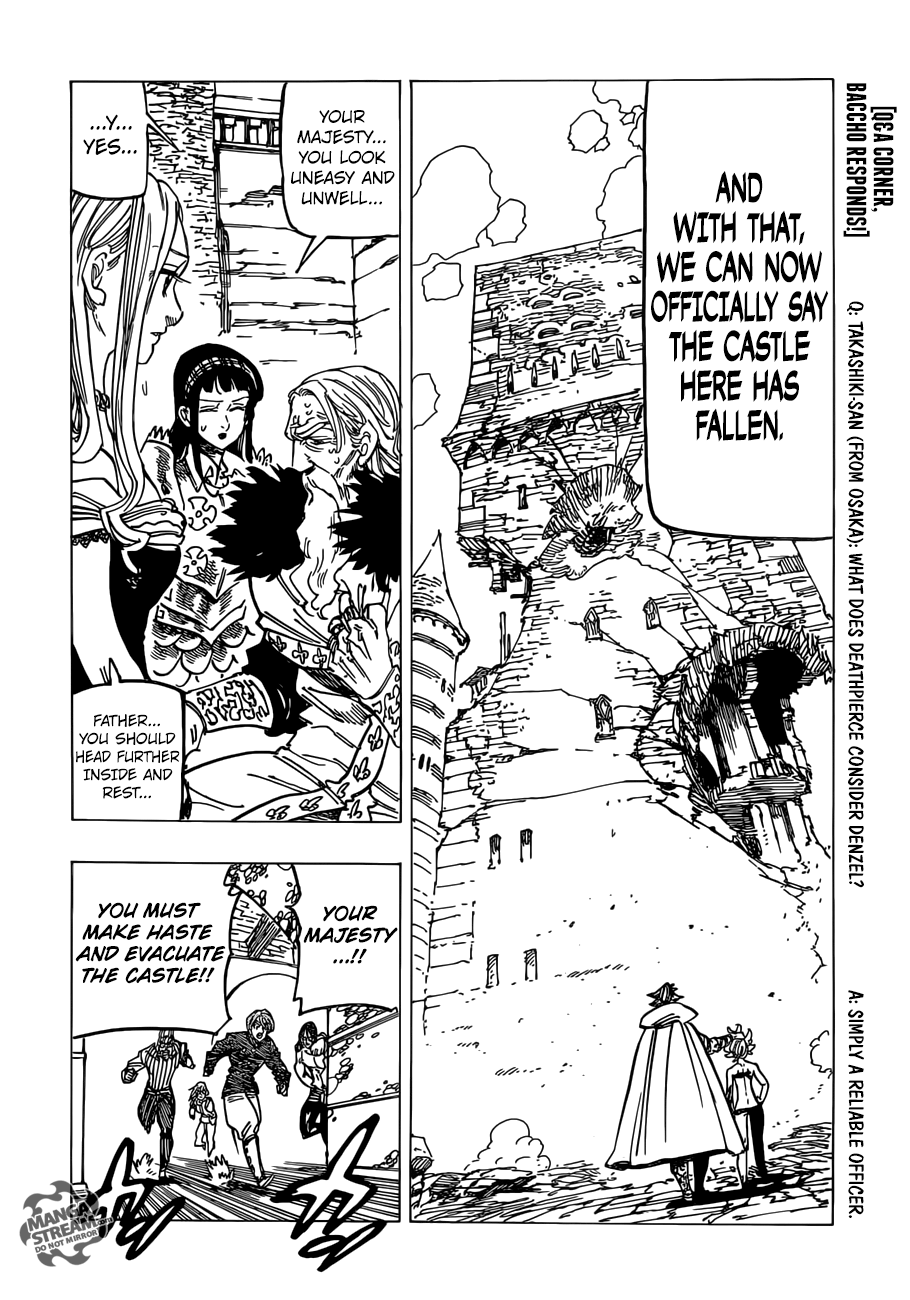 [Q&A CORNER,
BACCHO RESPONDS!]
Q: TAKASHIKI-SAN (FROM OSAKA): WHAT DOES DEATHPIERCE CONSIDER DENZEL?
A: SIMPLY A RELIABLE OFFICER.
AND
WITH THAT,
WE CAN NOW
OFFICIALLY SAY
THE CASTLE
HERE HAS
FALLEN.
YOUR
MAJESTY...
YOU LOOK
UNEASY AND
UNWELL...
...Y...
YES...
FATHER...
YOU SHOULD
HEAD FURTHER
INSIDE AND
REST...
YOUR
MAJESTY
...!!
YOU MUST
MAKE HASTE
AND EVACUATE
THE CASTLE!!
MANGA
STREAM.com
DO NOT MIRROR